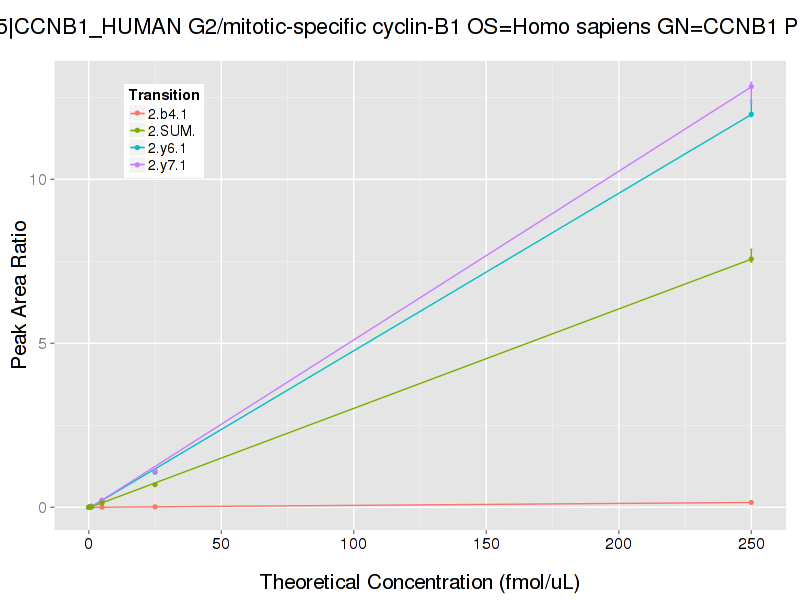 5|CCNB1_HUMAN G2/mitotic-specific cyclin-B1 OS=Homo sapiens GN=CCNB1 P
Transition
2.b4.1
2.SUM.
2.y6.1
2.y7.1
10
5
0
Peak Area Ratio
0 50 100 150 200 250
Theoretical Concentration (fmol/uL)